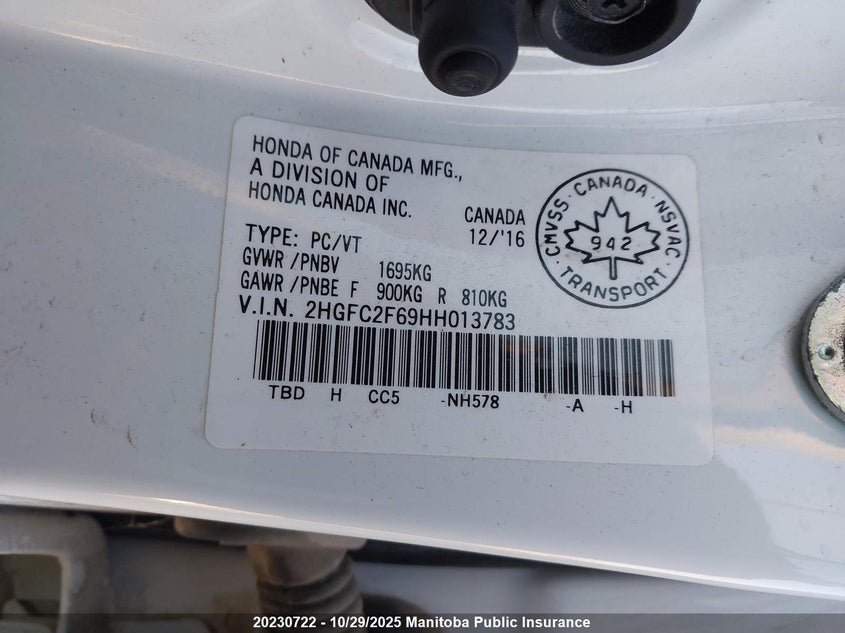 HONDA OF CANADA MFG.,
A DIVISION OF
HONDA CANADA INC.
CANADA
12/'16
TYPE: PC/VT
GVWR /PNBV 1695KG
GAWR /PNBE F 900KG R 810KG
V.I.N. 2HGFC2F69HH013783
TBD H CC5 -NH578 -A -H
CMVSS · CANADA · NSVAC
942
· TRANSPORT ·
20230722 - 10/29/2025 Manitoba Public Insurance